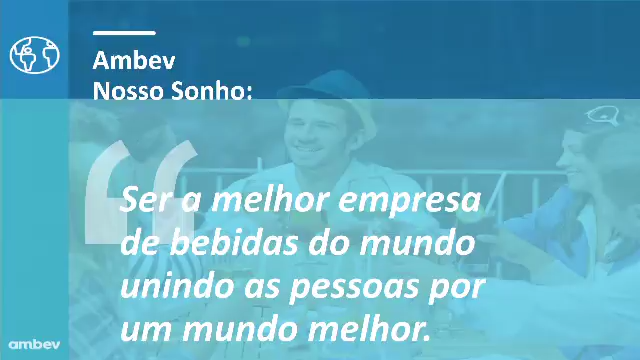 Ambev
Nosso Sonho:
“
Ser a melhor empresa
de bebidas do mundo
unindo as pessoas por
um mundo melhor.
ambev